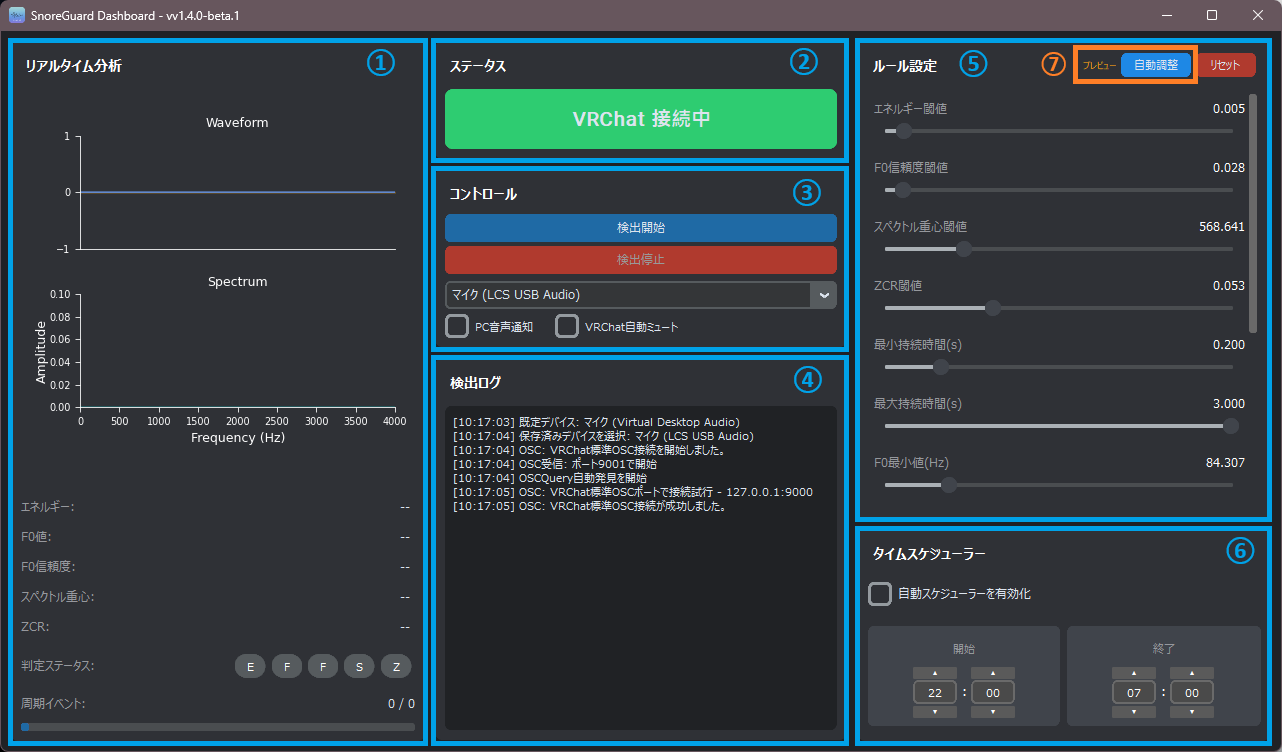 SnoreGuard Dashboard - vv1.4.0-beta.1
リアルタイム分析
①
Waveform
1
0
−1
Spectrum
0.10
0.08
0.06
0.04
0.02
0.00
Amplitude
0 500 1000 1500 2000 2500 3000 3500 4000
Frequency (Hz)
エネルギー: --
F0値: --
F0信頼度: --
スペクトル重心: --
ZCR: --
判定ステータス: E F F S Z
周期イベント: 0 / 0
ステータス
②
VRChat 接続中
コントロール
③
検出開始
検出停止
マイク (LCS USB Audio)
PC音声通知 VRChat自動ミュート
検出ログ
④
[10:17:03] 既定デバイス: マイク (Virtual Desktop Audio)
[10:17:04] 保存済みデバイスを選択: マイク (LCS USB Audio)
[10:17:04] OSC: VRChat標準OSC接続を開始しました。
[10:17:04] OSC受信: ポート9001で開始
[10:17:04] OSCQuery自動発見を開始
[10:17:05] OSC: VRChat標準OSCポートで接続試行 - 127.0.0.1:9000
[10:17:05] OSC: VRChat標準OSC接続が成功しました。
ルール設定 ⑤ ⑦ プレビュー 自動調整 リセット
エネルギー閾値 0.005
F0信頼度閾値 0.028
スペクトル重心閾値 568.641
ZCR閾値 0.053
最小持続時間(s) 0.200
最大持続時間(s) 3.000
F0最小値(Hz) 84.307
タイムスケジューラー
⑥
自動スケジューラーを有効化
開始 終了
▲ ▲ ▲ ▲
22 : 00 07 : 00
▼ ▼ ▼ ▼